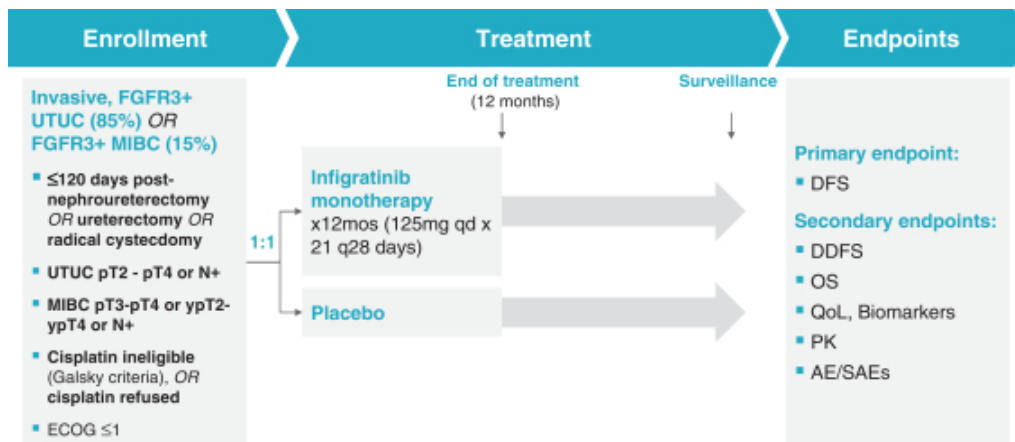 Enrollment
Treatment
Endpoints
Invasive, FGFR3+
UTUC (85%) OR
FGFR3+ MIBC (15%)
▪ ≤120 days post-
nephroureterectomy
OR ureterectomy OR
radical cystecdomy
▪ UTUC pT2 - pT4 or N+
▪ MIBC pT3-pT4 or ypT2-
ypT4 or N+
▪ Cisplatin ineligible
(Galsky criteria), OR
cisplatin refused
▪ ECOG ≤1
1:1
End of treatment
(12 months)
Surveillance
Infigratinib
monotherapy
x12mos (125mg qd x
21 q28 days)
Placebo
Primary endpoint:
▪ DFS
Secondary endpoints:
▪ DDFS
▪ OS
▪ QoL, Biomarkers
▪ PK
▪ AE/SAEs